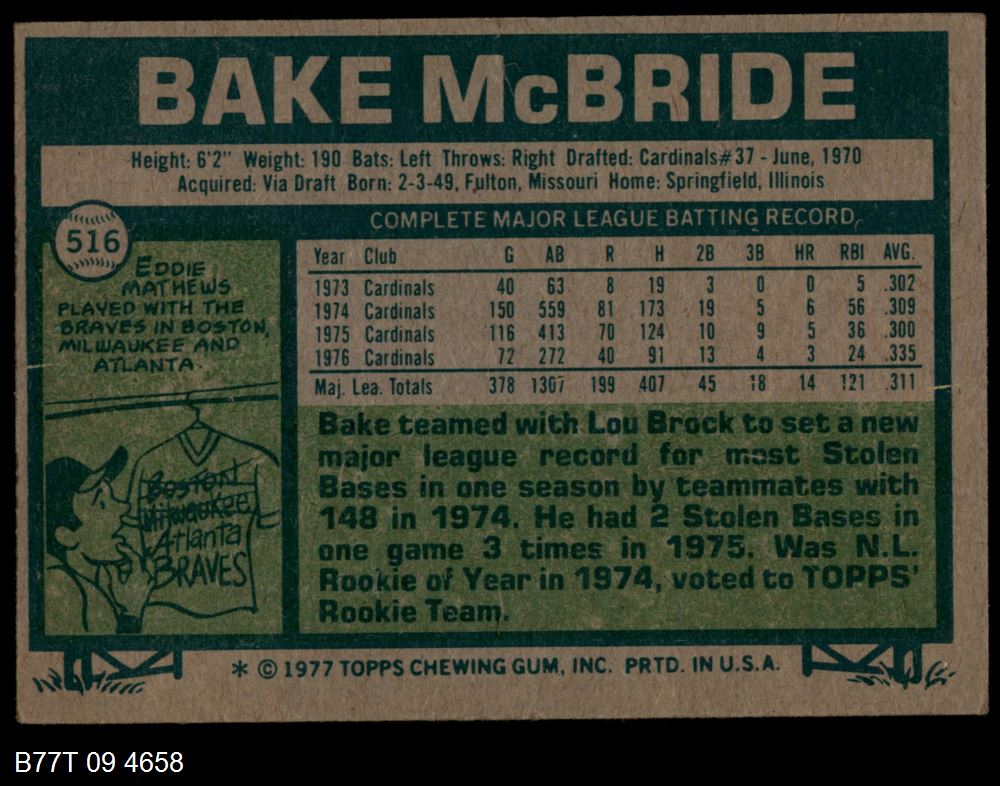 BAKE McBRIDE
Height: 6'2" Weight: 190 Bats: Left Throws: Right Drafted: Cardinals#37 - June, 1970
Acquired: Via Draft Born: 2-3-49, Fulton, Missouri Home: Springfield, Illinois
516
EDDIE
MATHEWS
PLAYED WITH THE
BRAVES IN BOSTON,
MILWAUKEE AND
ATLANTA.
BOSTON
Milwaukee
Atlanta
BRAVES
COMPLETE MAJOR LEAGUE BATTING RECORD
Year Club G AB R H 2B 3B HR RBI AVG.
1973 Cardinals 40 63 8 19 3 0 0 5 .302
1974 Cardinals 150 559 81 173 19 5 6 56 .309
1975 Cardinals 116 413 70 124 10 9 5 36 .300
1976 Cardinals 72 272 40 91 13 4 3 24 .335
Maj. Lea. Totals 378 1307 199 407 45 18 14 121 .311
Bake teamed with Lou Brock to set a new
major league record for most Stolen
Bases in one season by teammates with
148 in 1974. He had 2 Stolen Bases in
one game 3 times in 1975. Was N.L.
Rookie of Year in 1974, voted to TOPPS'
Rookie Team.
* © 1977 TOPPS CHEWING GUM, INC. PRTD. IN U.S.A.
B77T 09 4658